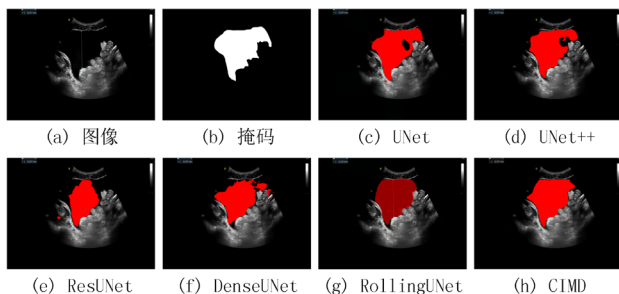 (a) 图像
(b) 掩码
(c) UNet
(d) UNet++
(e) ResUNet
(f) DenseUNet
(g) RollingUNet
(h) CIMD